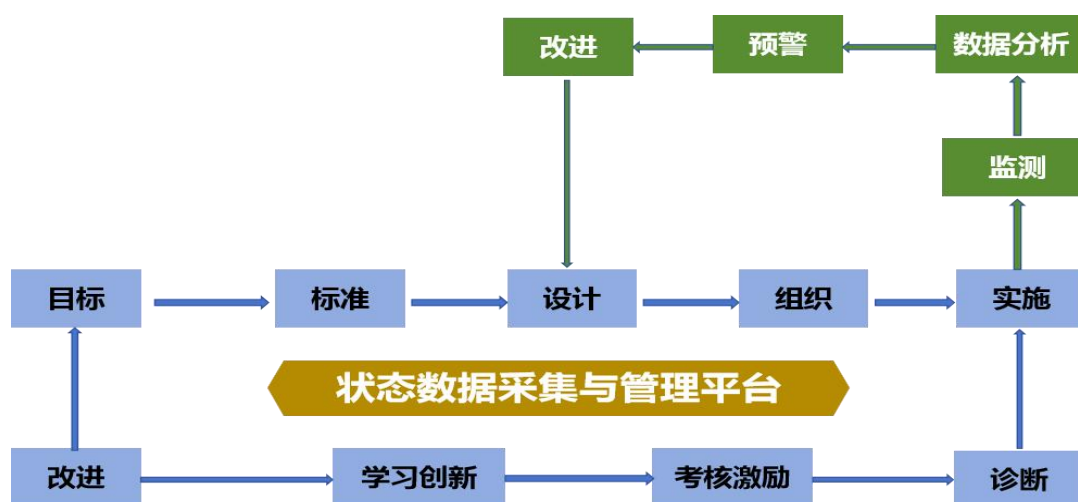 改进
预警
数据分析
监测
目标
标准
设计
组织
实施
状态数据采集与管理平台
改进
学习创新
考核激励
诊断